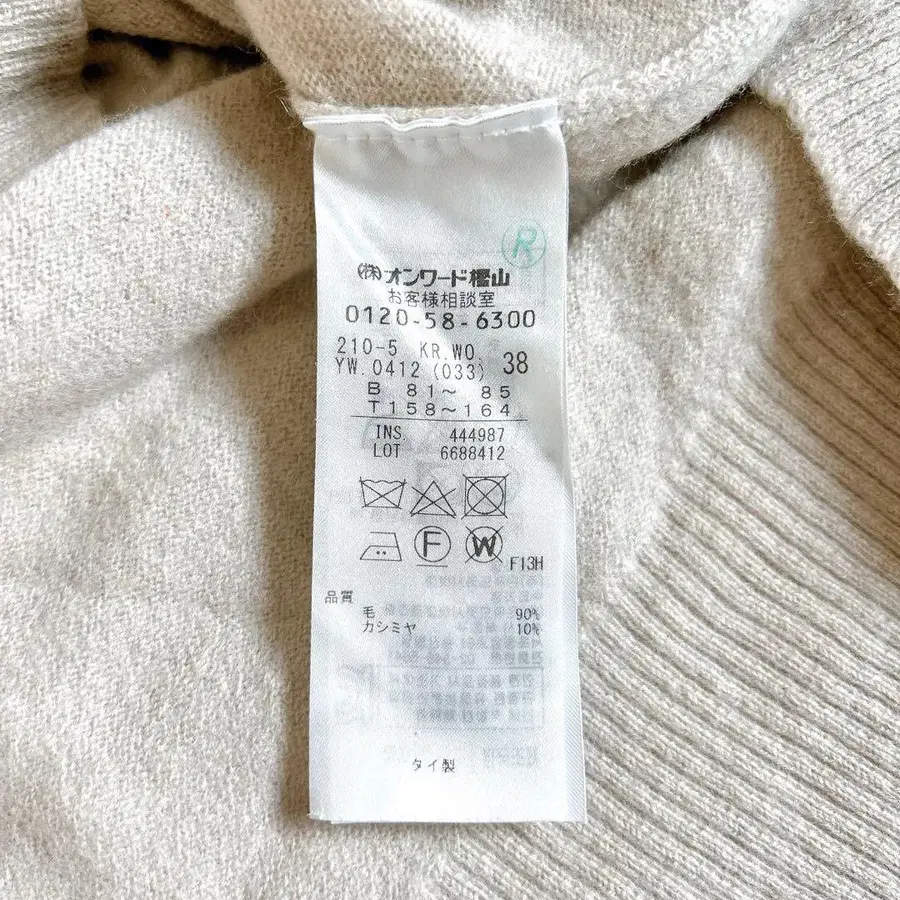 R
㈱オンワード樫山
お客様相談室
0120-58-6300
210-5 KR.WO.
YW.0412 (033) 38
B 81～ 85
T158～164
INS. 444987
LOT 6688412
F W
F13H
品質
毛 90%
カシミヤ 10%
タイ製